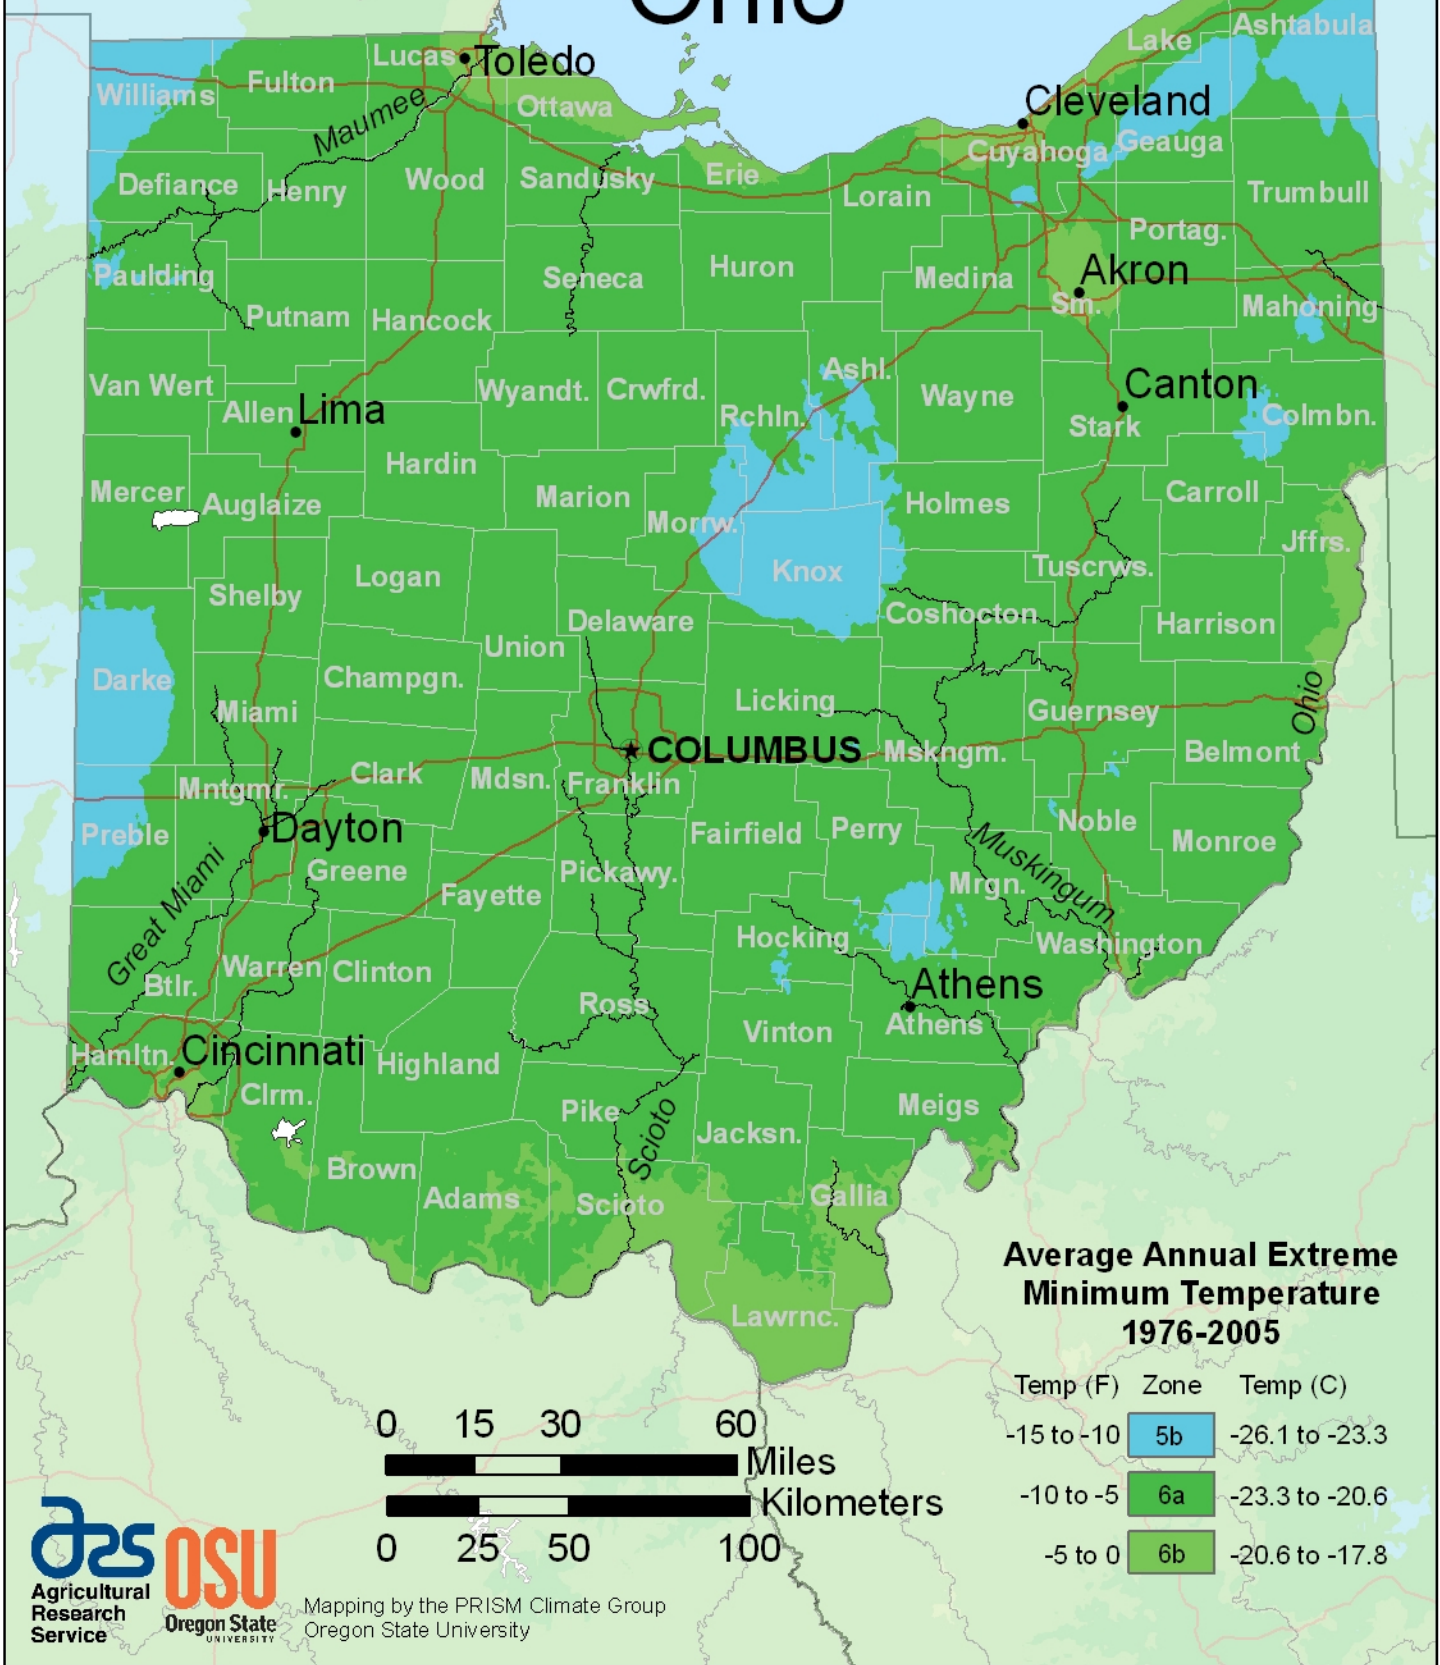 Ohio
Ashtabula
Lake
Lucas
Toledo
Fulton
Williams
Cleveland
Maumee
Ottawa
Cuyahoga
Geauga
Defiance
Henry
Wood
Sandusky
Erie
Lorain
Trumbull
Portag.
Paulding
Seneca
Huron
Medina
Akron
Sm.
Mahoning
Putnam
Hancock
Van Wert
Allen
Lima
Wyandt.
Crwfrd.
Rchln.
Ashl.
Wayne
Canton
Stark
Colmbn.
Hardin
Mercer
Auglaize
Marion
Morrw.
Holmes
Carroll
Jffrs.
Shelby
Logan
Knox
Tuscrws.
Delaware
Coshocton
Harrison
Union
Darke
Champgn.
Miami
Licking
Guernsey
Ohio
COLUMBUS
Mskngm.
Belmont
Mntgmr.
Clark
Mdsn.
Franklin
Preble
Dayton
Fairfield
Perry
Noble
Monroe
Great Miami
Greene
Fayette
Pickawy.
Mrgn.
Muskingum
Hocking
Washington
Btlr.
Warren
Clinton
Ross
Athens
Athens
Vinton
Hamltn.
Cincinnati
Highland
Clrm.
Pike
Scioto
Jacksn.
Meigs
Brown
Adams
Scioto
Gallia
Lawrnc.
Average Annual Extreme
Minimum Temperature
1976-2005
Temp (F) Zone Temp (C)
-15 to -10 5b -26.1 to -23.3
-10 to -5 6a -23.3 to -20.6
-5 to 0 6b -20.6 to -17.8
0 15 30 60
Miles
Kilometers
0 25 50 100
ars
Agricultural
Research
Service
OSU
Oregon State
UNIVERSITY
Mapping by the PRISM Climate Group
Oregon State University